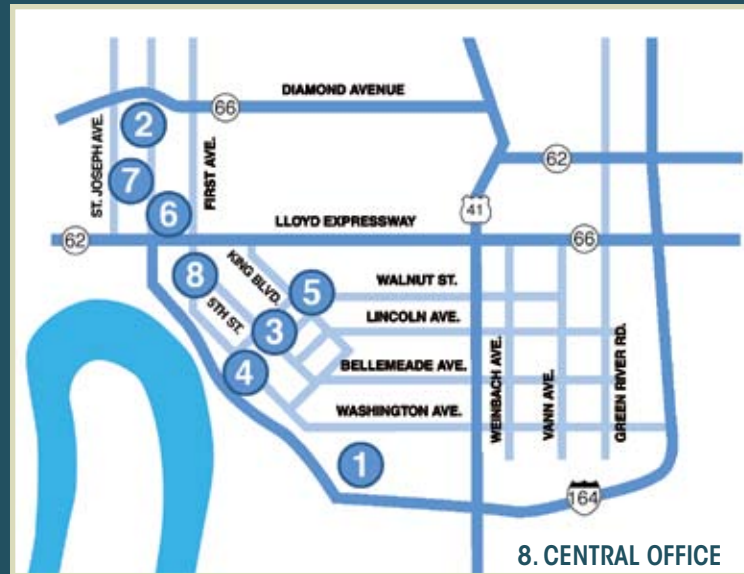 DIAMOND AVENUE
66
2
ST. JOSEPH AVE.
FIRST AVE.
62
7
6
41
LLOYD EXPRESSWAY
62
66
8
KING BLVD.
5
WALNUT ST.
5TH ST.
3
LINCOLN AVE.
4
BELLEMEADE AVE.
WEINBACH AVE.
VANN AVE.
GREEN RIVER RD.
WASHINGTON AVE.
1
164
8. CENTRAL OFFICE